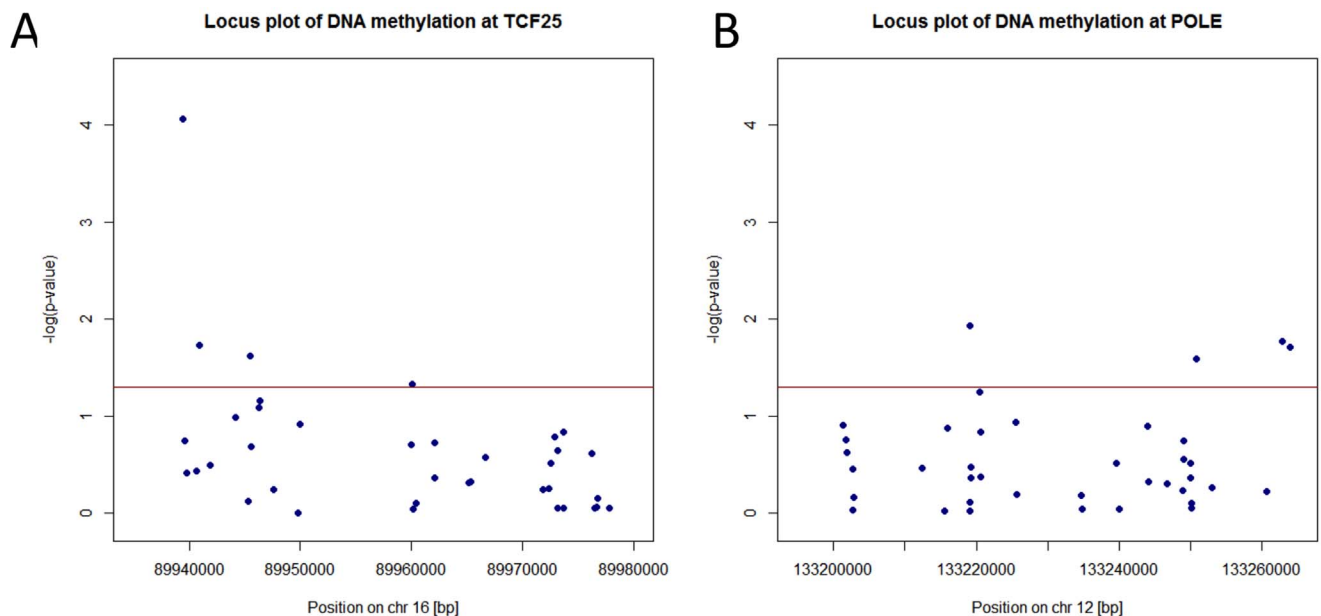 A
Locus plot of DNA methylation at TCF25
-log(p-value)
4
3
2
1
0
89940000 89950000 89960000 89970000 89980000
Position on chr 16 [bp]
B
Locus plot of DNA methylation at POLE
-log(p-value)
4
3
2
1
0
133200000 133220000 133240000 133260000
Position on chr 12 [bp]